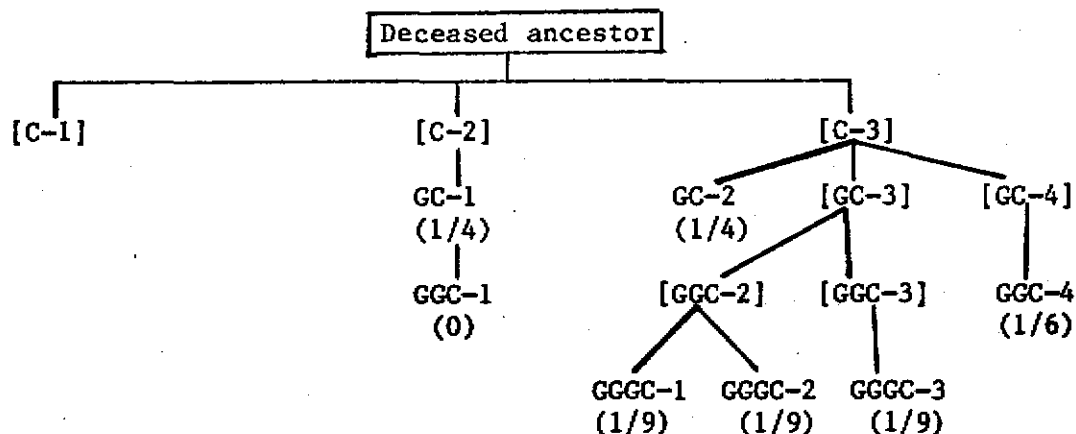 Deceased ancestor
[C-1] [C-2] [C-3]
GC-1 GC-2 [GC-3] [GC-4]
(1/4) (1/4)
GGC-1 [GGC-2] [GGC-3] GGC-4
(0) (1/6)
GGGC-1 GGGC-2 GGGC-3
(1/9) (1/9) (1/9)